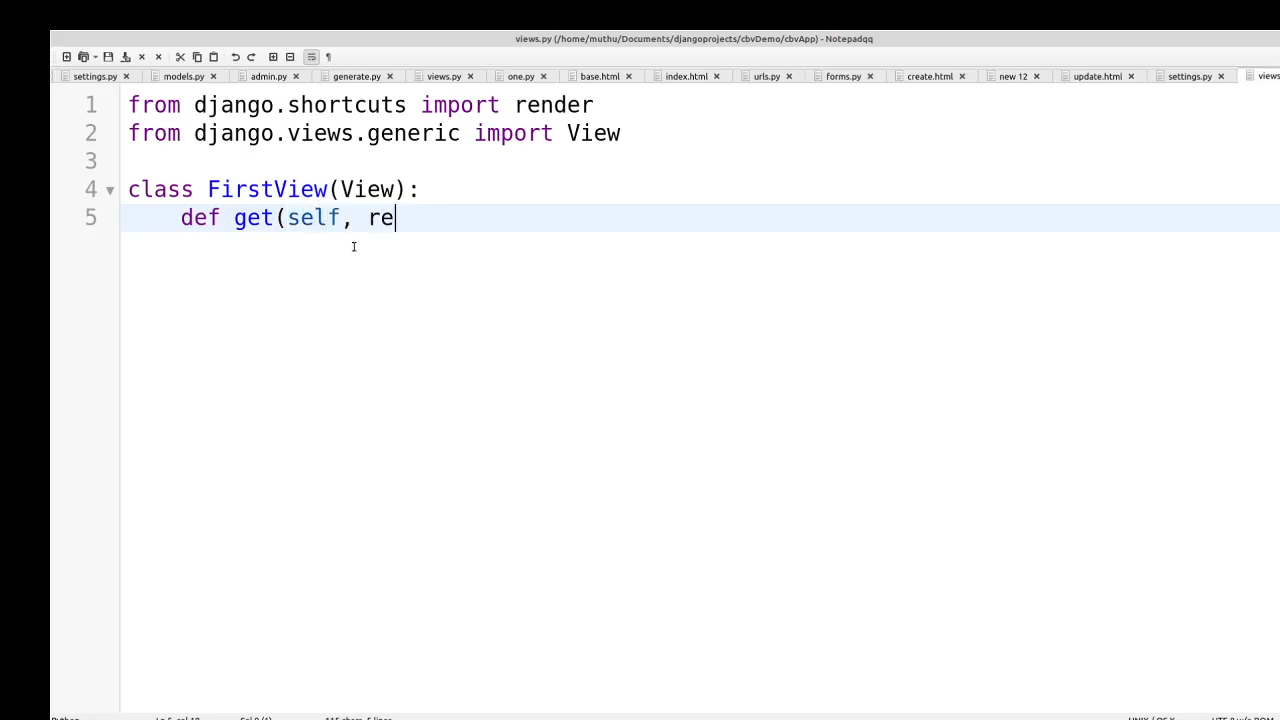 views.py (/home/muthu/Documents/djangoprojects/cbvDemo/cbvApp) - Notepadqq
settings.py models.py admin.py generate.py views.py one.py base.html index.html urls.py forms.py create.html new 12 update.html settings.py views
1 from django.shortcuts import render
2 from django.views.generic import View
3
4 class FirstView(View):
5 def get(self, re